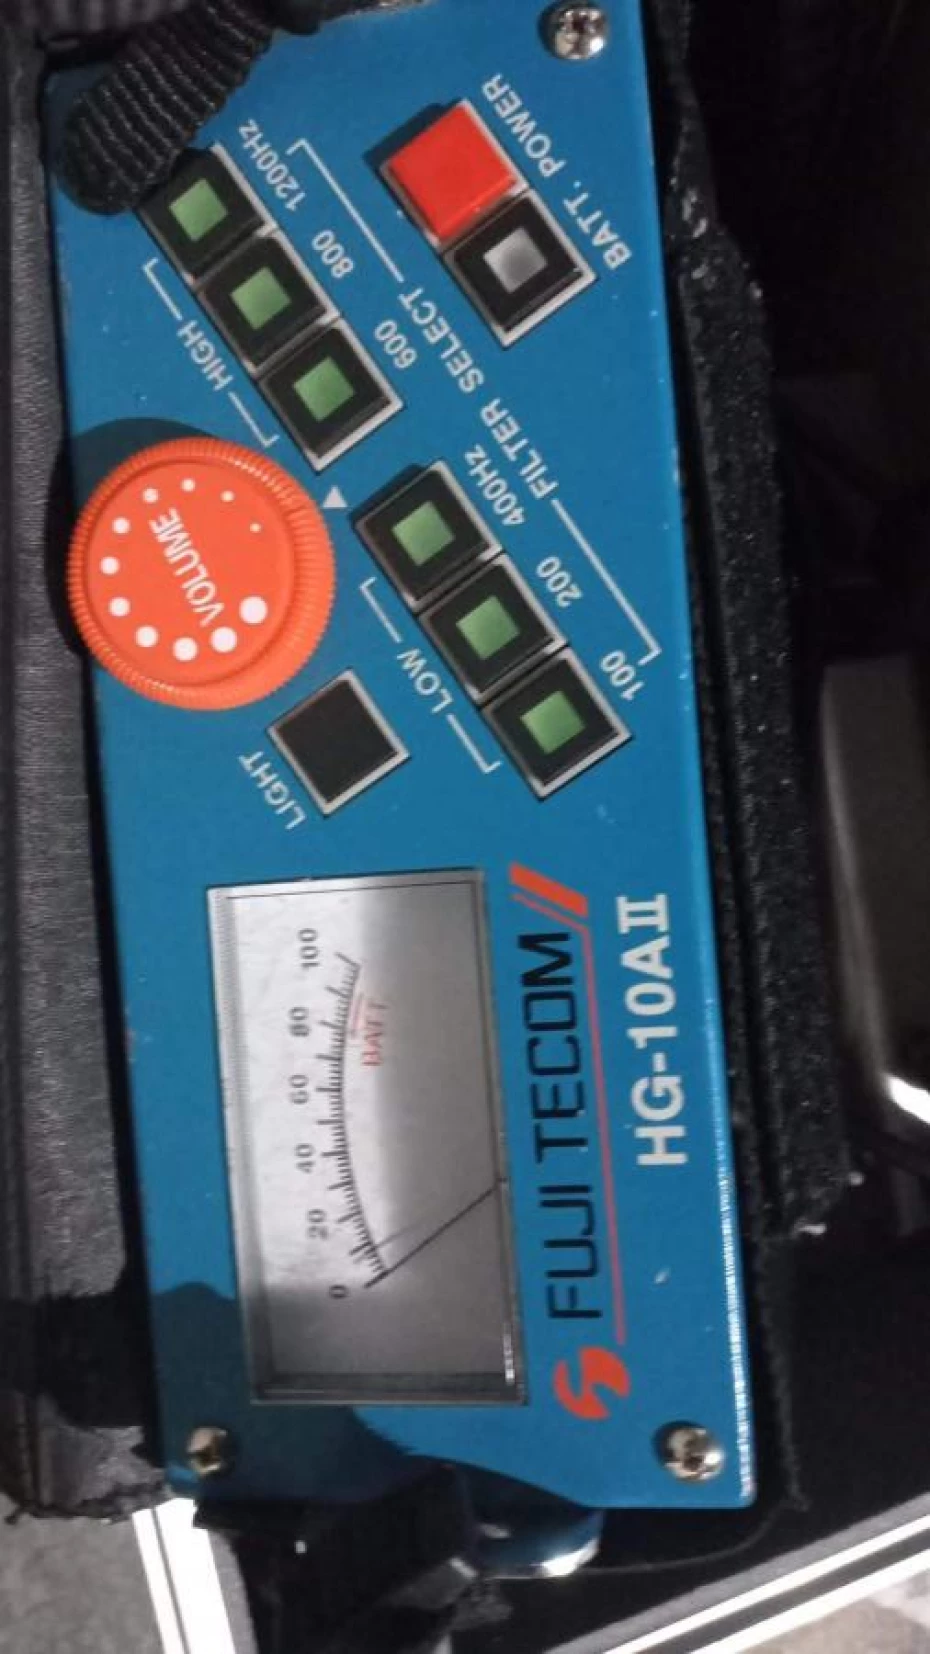 0 20 40 60 80 100
BATT
FUJI TECOM
HG-10AII
LIGHT
VOLUME
LOW
HIGH
100 200 400Hz
600 800 1200Hz
FILTER SELECT
BATT. POWER